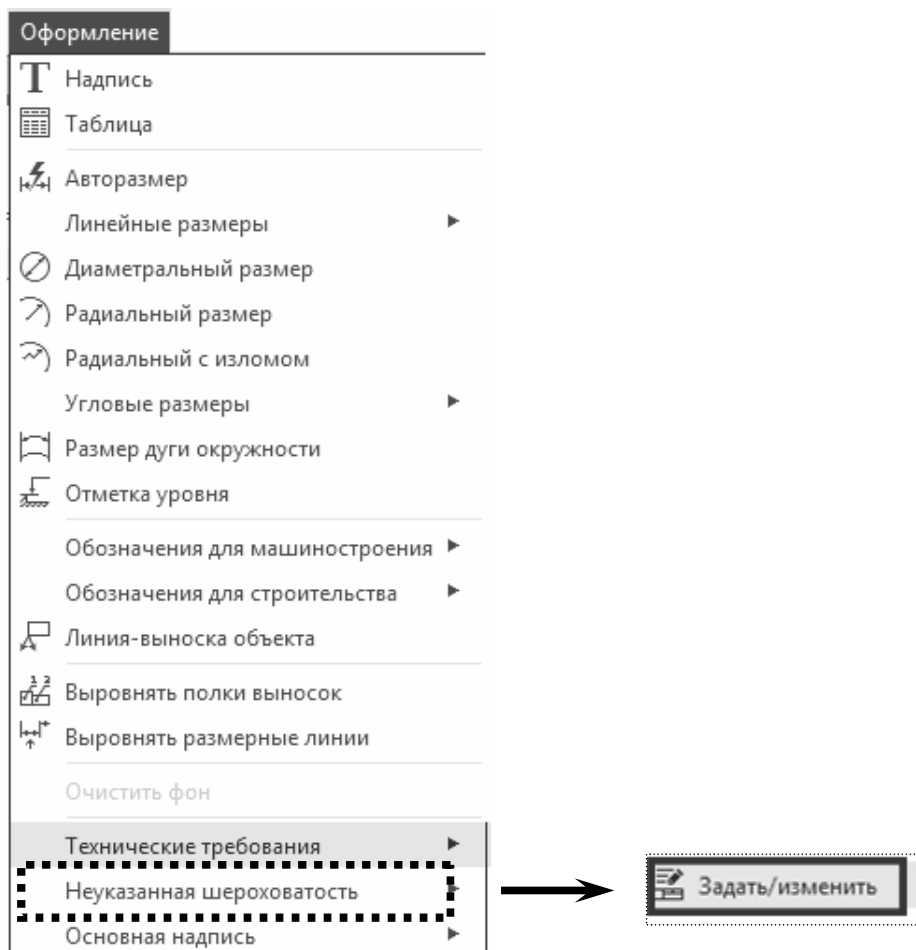 Оформление
Надпись
Таблица
Авторазмер
Линейные размеры
Диаметральный размер
Радиальный размер
Радиальный с изломом
Угловые размеры
Размер дуги окружности
Отметка уровня
Обозначения для машиностроения
Обозначения для строительства
Линия-выноска объекта
Выровнять полки выносок
Выровнять размерные линии
Очистить фон
Технические требования
Неуказанная шероховатость
Задать/изменить
Основная надпись